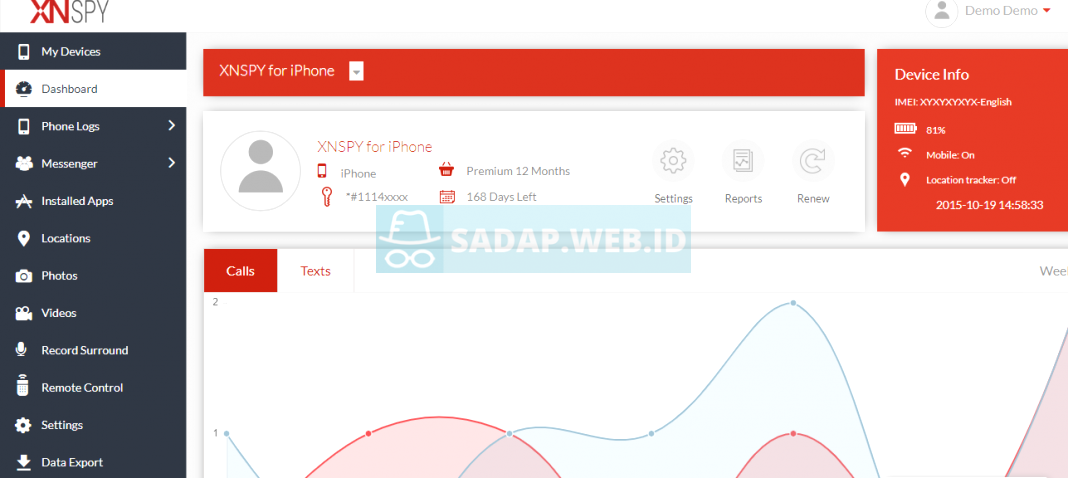 XNSPY
Demo Demo
My Devices
Dashboard
Phone Logs
Messenger
Installed Apps
Locations
Photos
Videos
Record Surround
Remote Control
Settings
Data Export
XNSPY for iPhone
XNSPY for iPhone
iPhone
Premium 12 Months
*#1114xxxx
168 Days Left
Settings
Reports
Renew
Device Info
IMEI: XYXYXYXYX-English
81%
Mobile: On
Location tracker: Off
2015-10-19 14:58:33
SADAP.WEB.ID
Calls
Texts
2
1